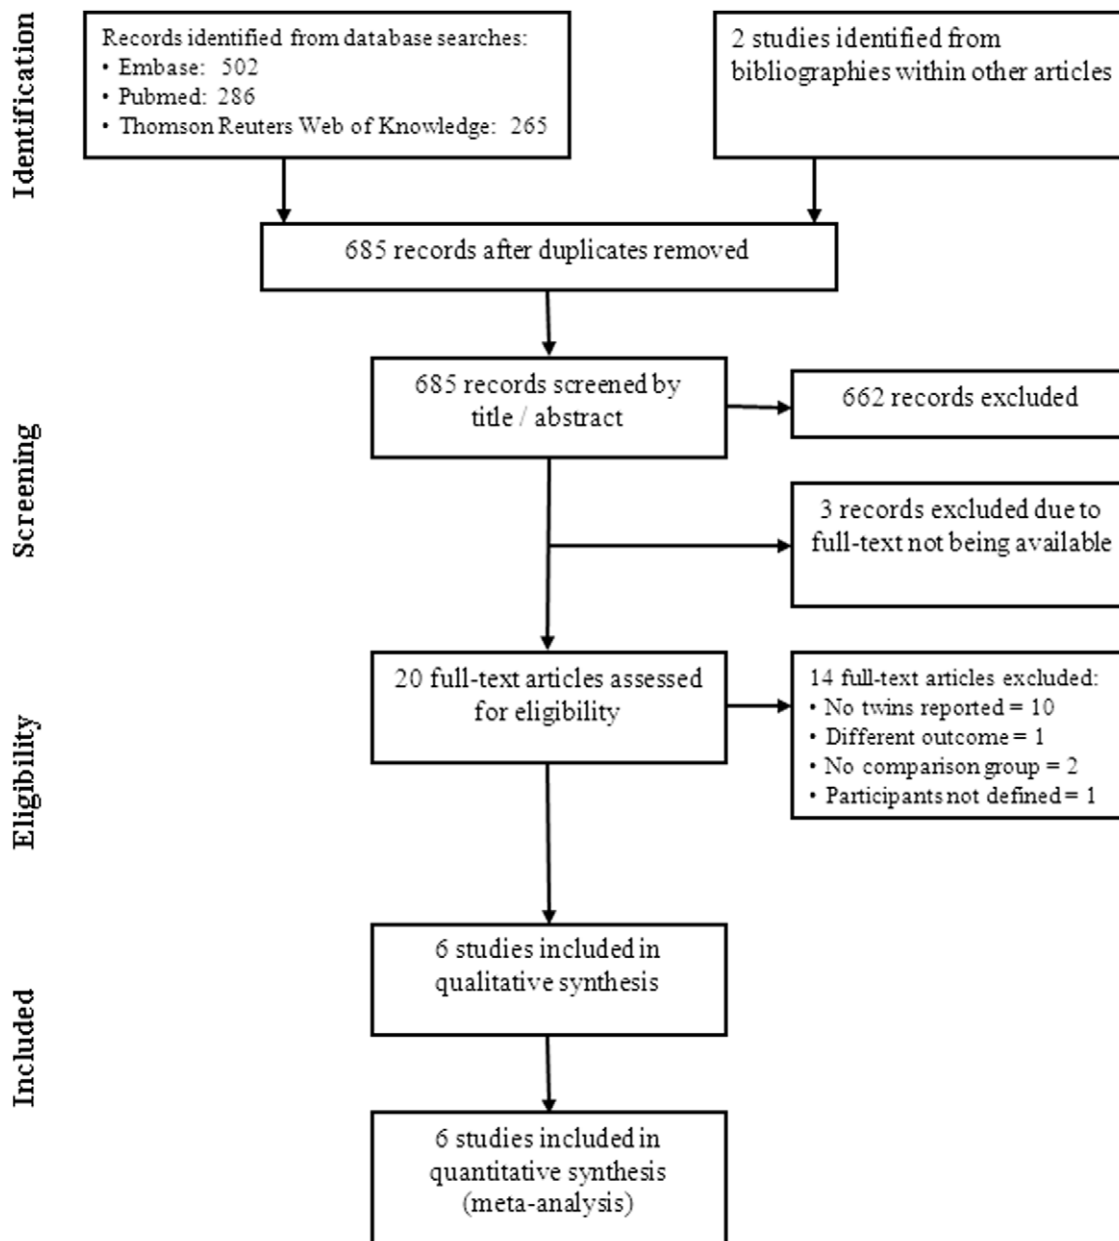 Identification
Records identified from database searches:
• Embase: 502
• Pubmed: 286
• Thomson Reuters Web of Knowledge: 265
2 studies identified from
bibliographies within other articles
685 records after duplicates removed
Screening
685 records screened by
title / abstract
662 records excluded
3 records excluded due to
full-text not being available
Eligibility
20 full-text articles assessed
for eligibility
14 full-text articles excluded:
• No twins reported = 10
• Different outcome = 1
• No comparison group = 2
• Participants not defined = 1
Included
6 studies included in
qualitative synthesis
6 studies included in
quantitative synthesis
(meta-analysis)